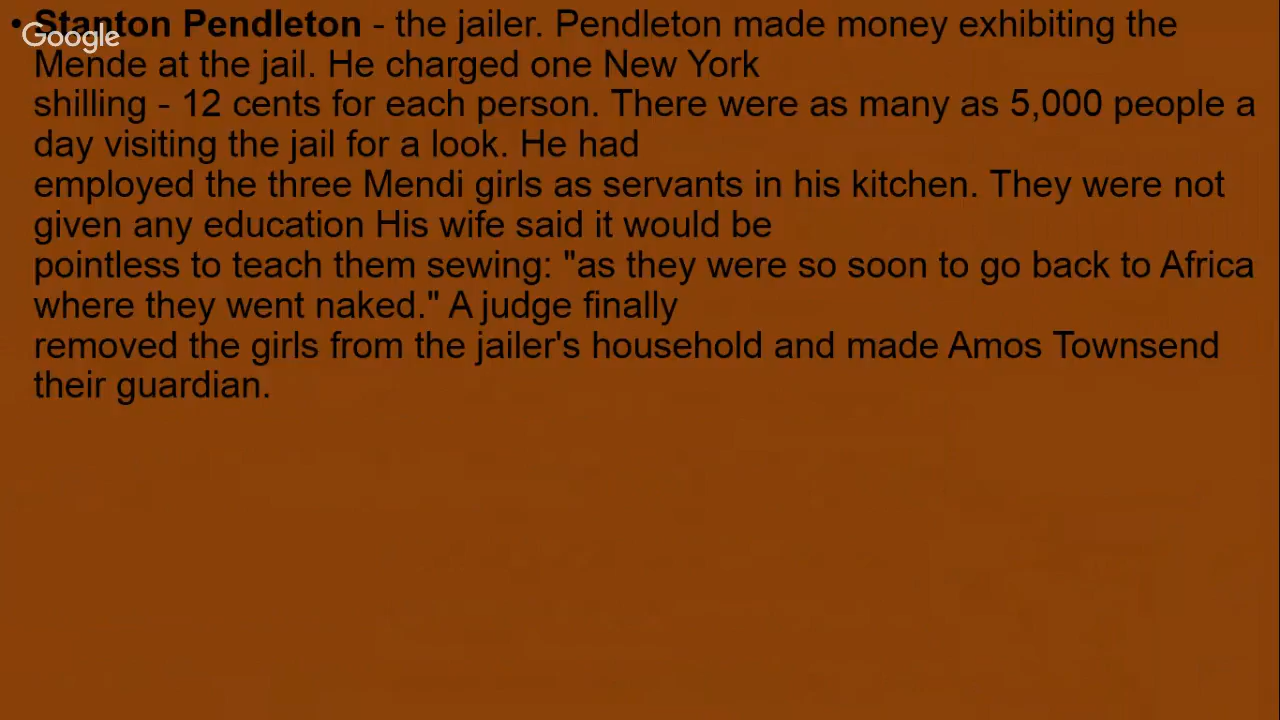 • Stanton Pendleton - the jailer. Pendleton made money exhibiting the
Google
Mende at the jail. He charged one New York
shilling - 12 cents for each person. There were as many as 5,000 people a
day visiting the jail for a look. He had
employed the three Mendi girls as servants in his kitchen. They were not
given any education His wife said it would be
pointless to teach them sewing: "as they were so soon to go back to Africa
where they went naked." A judge finally
removed the girls from the jailer's household and made Amos Townsend
their guardian.